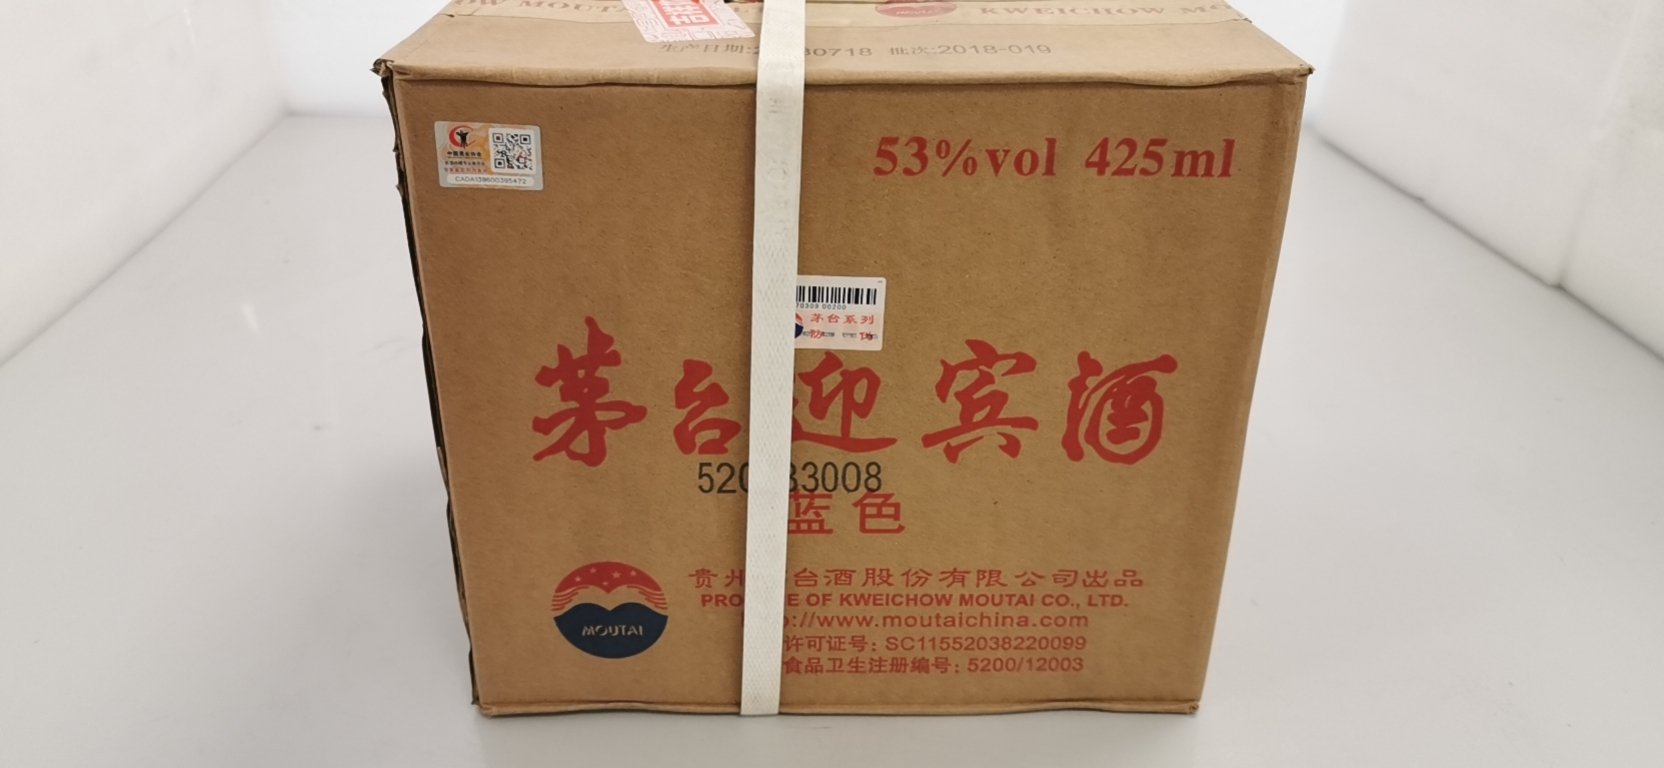 KWEICHOW
生产日期: 80718 批次:2018-019
CADA138600395472
53%vol 425ml
茅台系列
茅台迎宾酒
520 33008
蓝色
MOUTAI
贵州 台酒股份有限公司出品
PRO E OF KWEICHOW MOUTAI CO., LTD.
://www.moutaichina.com
许可证号: SC11552038220099
食品卫生注册编号: 5200/12003